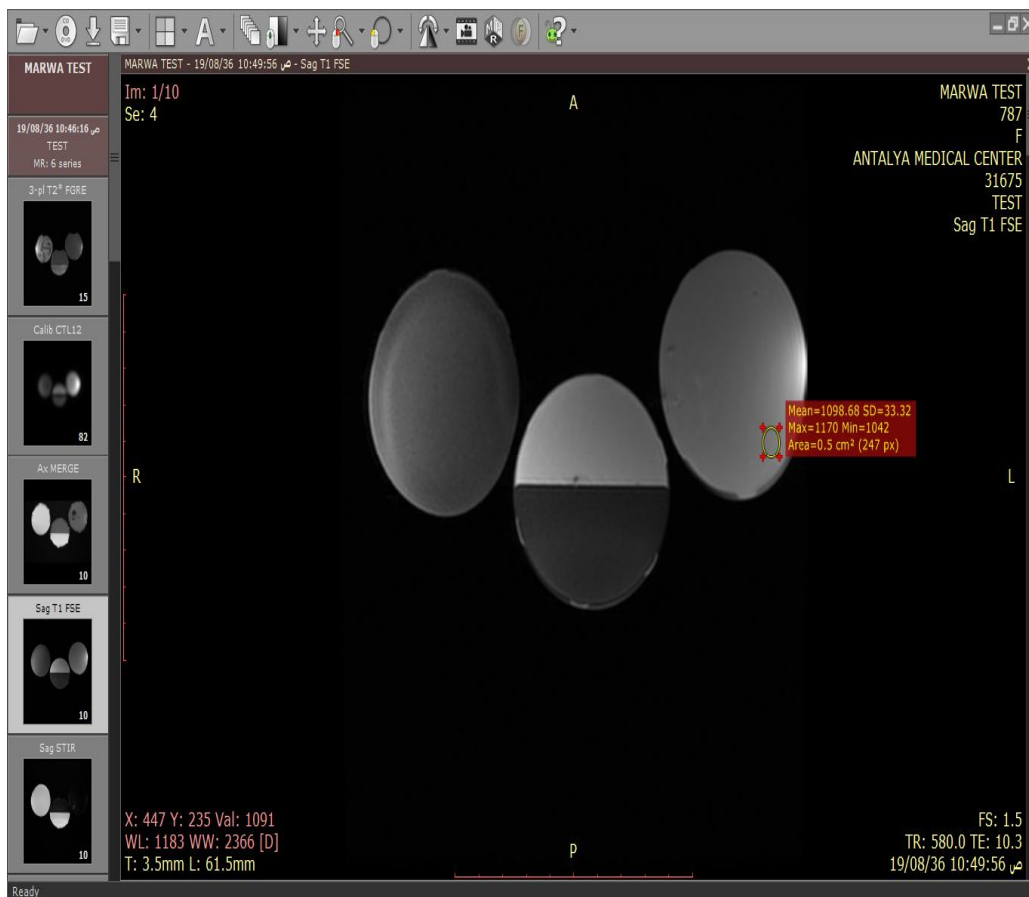 MARWA TEST
19/08/36 10:46:16 ص
TEST
MR: 6 series
3-pl T2* FGRE
15
Calib CTL12
82
Ax MERGE
10
Sag T1 FSE
10
Sag STIR
10
MARWA TEST - 19/08/36 10:49:56 ص - Sag T1 FSE
Im: 1/10
Se: 4
A
MARWA TEST
787
F
ANTALYA MEDICAL CENTER
31675
TEST
Sag T1 FSE
Mean=1098.68 SD=33.32
Max=1170 Min=1042
Area=0.5 cm² (247 px)
R
L
X: 447 Y: 235 Val: 1091
WL: 1183 WW: 2366 [D]
T: 3.5mm L: 61.5mm
P
FS: 1.5
TR: 580.0 TE: 10.3
19/08/36 10:49:56 ص
Ready